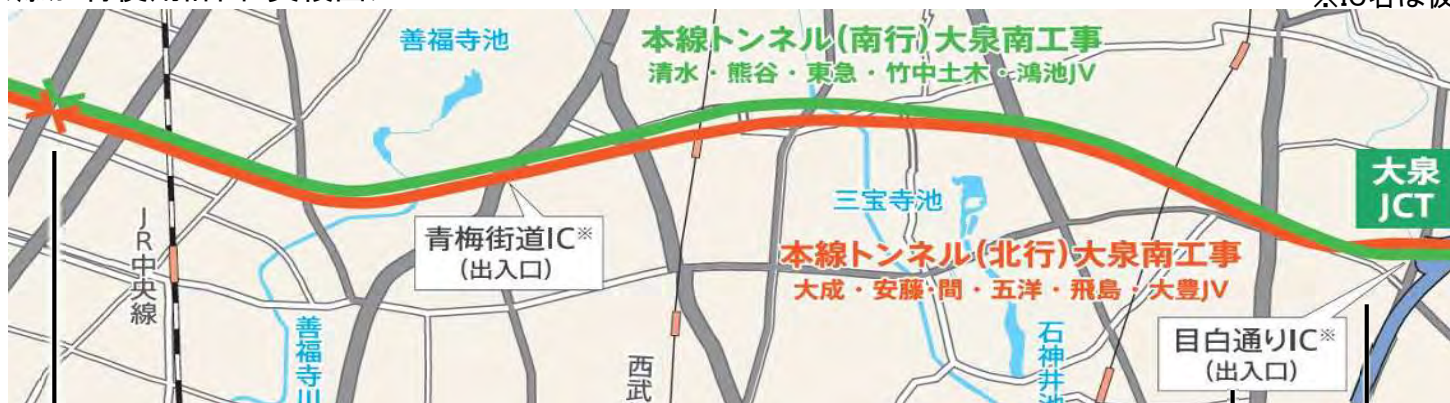 ※IC名は仮
善福寺池
本線トンネル(南行)大泉南工事
清水・熊谷・東急・竹中土木・鴻池JV
大泉
JCT
三宝寺池
JR中央線
青梅街道IC※
(出入口)
本線トンネル(北行)大泉南工事
大成・安藤・間・五洋・飛島・大豊JV
善福寺川
西武
石神井池
目白通りIC※
(出入口)